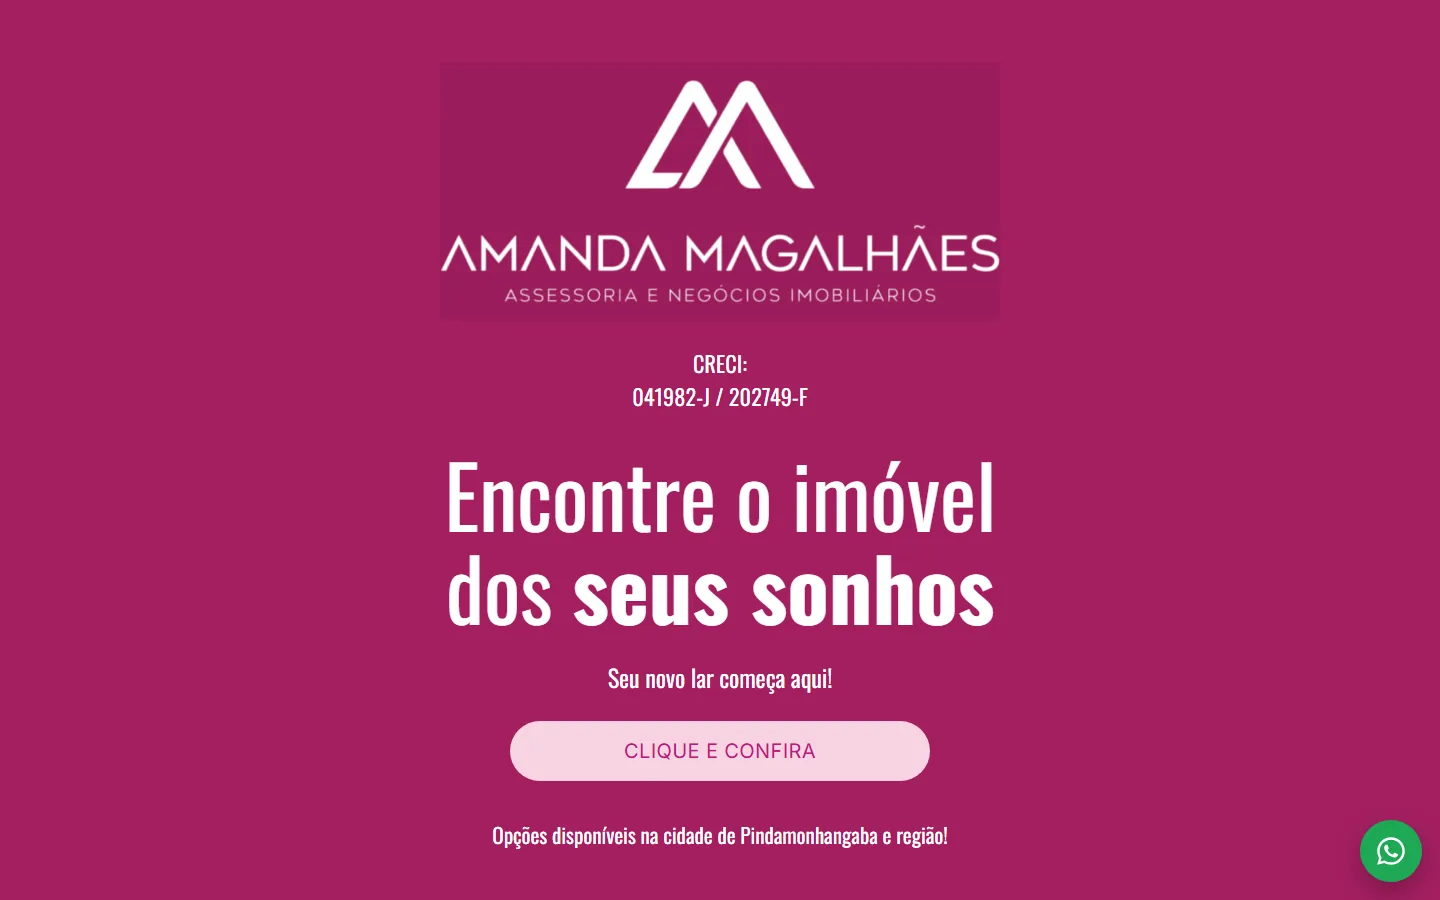 AMANDA MAGALHÃES
ASSESSORIA E NEGÓCIOS IMOBILIÁRIOS
CRECI:
041982-J / 202749-F
Encontre o imóvel
dos seus sonhos
Seu novo lar começa aqui!
CLIQUE E CONFIRA
Opções disponíveis na cidade de Pindamonhangaba e região!